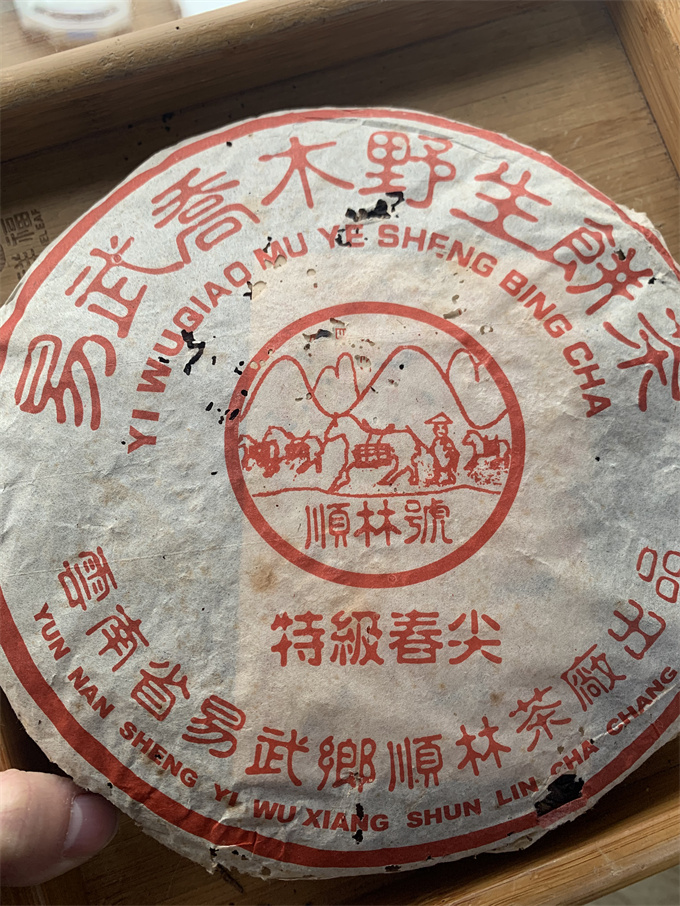 易武喬木野生餅茶
YI WUQIAO MU YE SHENG BING CHA
順林號
特級春尖
雲南省易武鄉順林茶廠出品
YUN NAN SHENG YI WU XIANG SHUN LIN CHA CHANG